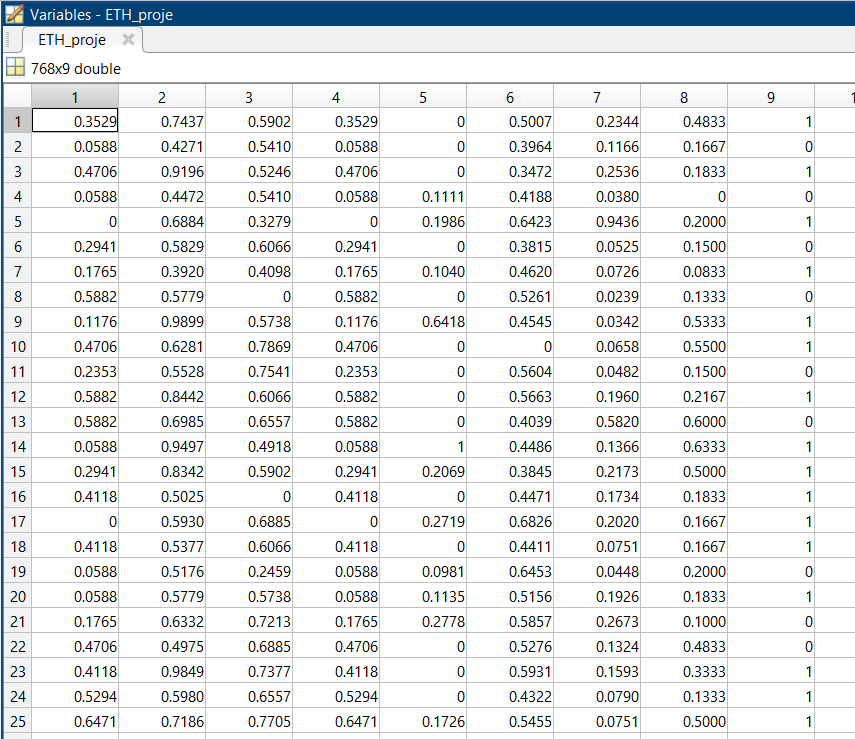 Variables - ETH_proje
ETH_proje
768x9 double
1 2 3 4 5 6 7 8 9 1
1 0.3529 0.7437 0.5902 0.3529 0 0.5007 0.2344 0.4833 1
2 0.0588 0.4271 0.5410 0.0588 0 0.3964 0.1166 0.1667 0
3 0.4706 0.9196 0.5246 0.4706 0 0.3472 0.2536 0.1833 1
4 0.0588 0.4472 0.5410 0.0588 0.1111 0.4188 0.0380 0 0
5 0 0.6884 0.3279 0 0.1986 0.6423 0.9436 0.2000 1
6 0.2941 0.5829 0.6066 0.2941 0 0.3815 0.0525 0.1500 0
7 0.1765 0.3920 0.4098 0.1765 0.1040 0.4620 0.0726 0.0833 1
8 0.5882 0.5779 0 0.5882 0 0.5261 0.0239 0.1333 0
9 0.1176 0.9899 0.5738 0.1176 0.6418 0.4545 0.0342 0.5333 1
10 0.4706 0.6281 0.7869 0.4706 0 0 0.0658 0.5500 1
11 0.2353 0.5528 0.7541 0.2353 0 0.5604 0.0482 0.1500 0
12 0.5882 0.8442 0.6066 0.5882 0 0.5663 0.1960 0.2167 1
13 0.5882 0.6985 0.6557 0.5882 0 0.4039 0.5820 0.6000 0
14 0.0588 0.9497 0.4918 0.0588 1 0.4486 0.1366 0.6333 1
15 0.2941 0.8342 0.5902 0.2941 0.2069 0.3845 0.2173 0.5000 1
16 0.4118 0.5025 0 0.4118 0 0.4471 0.1734 0.1833 1
17 0 0.5930 0.6885 0 0.2719 0.6826 0.2020 0.1667 1
18 0.4118 0.5377 0.6066 0.4118 0 0.4411 0.0751 0.1667 1
19 0.0588 0.5176 0.2459 0.0588 0.0981 0.6453 0.0448 0.2000 0
20 0.0588 0.5779 0.5738 0.0588 0.1135 0.5156 0.1926 0.1833 1
21 0.1765 0.6332 0.7213 0.1765 0.2778 0.5857 0.2673 0.1000 0
22 0.4706 0.4975 0.6885 0.4706 0 0.5276 0.1324 0.4833 0
23 0.4118 0.9849 0.7377 0.4118 0 0.5931 0.1593 0.3333 1
24 0.5294 0.5980 0.6557 0.5294 0 0.4322 0.0790 0.1333 1
25 0.6471 0.7186 0.7705 0.6471 0.1726 0.5455 0.0751 0.5000 1